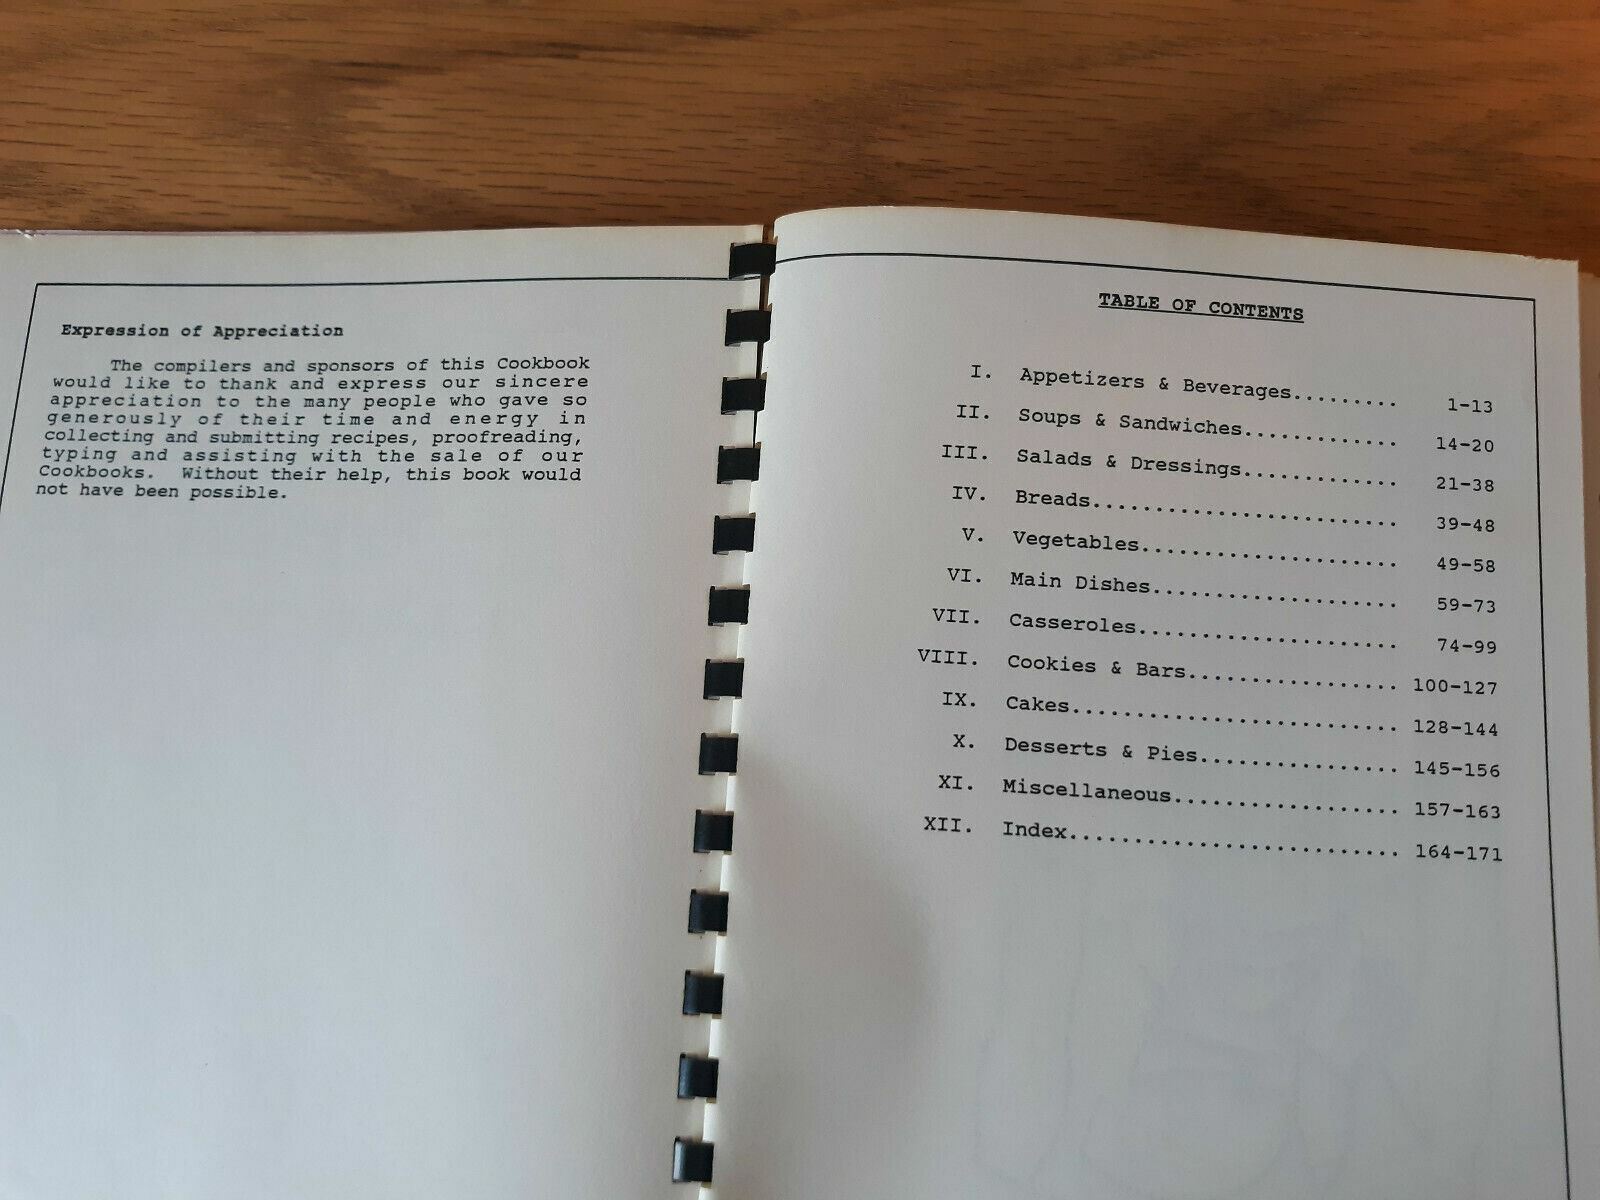 Expression of Appreciation
The compilers and sponsors of this Cookbook
would like to thank and express our sincere
appreciation to the many people who gave so
generously of their time and energy in
collecting and submitting recipes, proofreading,
typing and assisting with the sale of our
Cookbooks. Without their help, this book would
not have been possible.
TABLE OF CONTENTS
I. Appetizers & Beverages......... 1-13
II. Soups & Sandwiches............. 14-20
III. Salads & Dressings............. 21-38
IV. Breads......................... 39-48
V. Vegetables..................... 49-58
VI. Main Dishes.................... 59-73
VII. Casseroles..................... 74-99
VIII. Cookies & Bars................. 100-127
IX. Cakes.......................... 128-144
X. Desserts & Pies................ 145-156
XI. Miscellaneous.................. 157-163
XII. Index.......................... 164-171